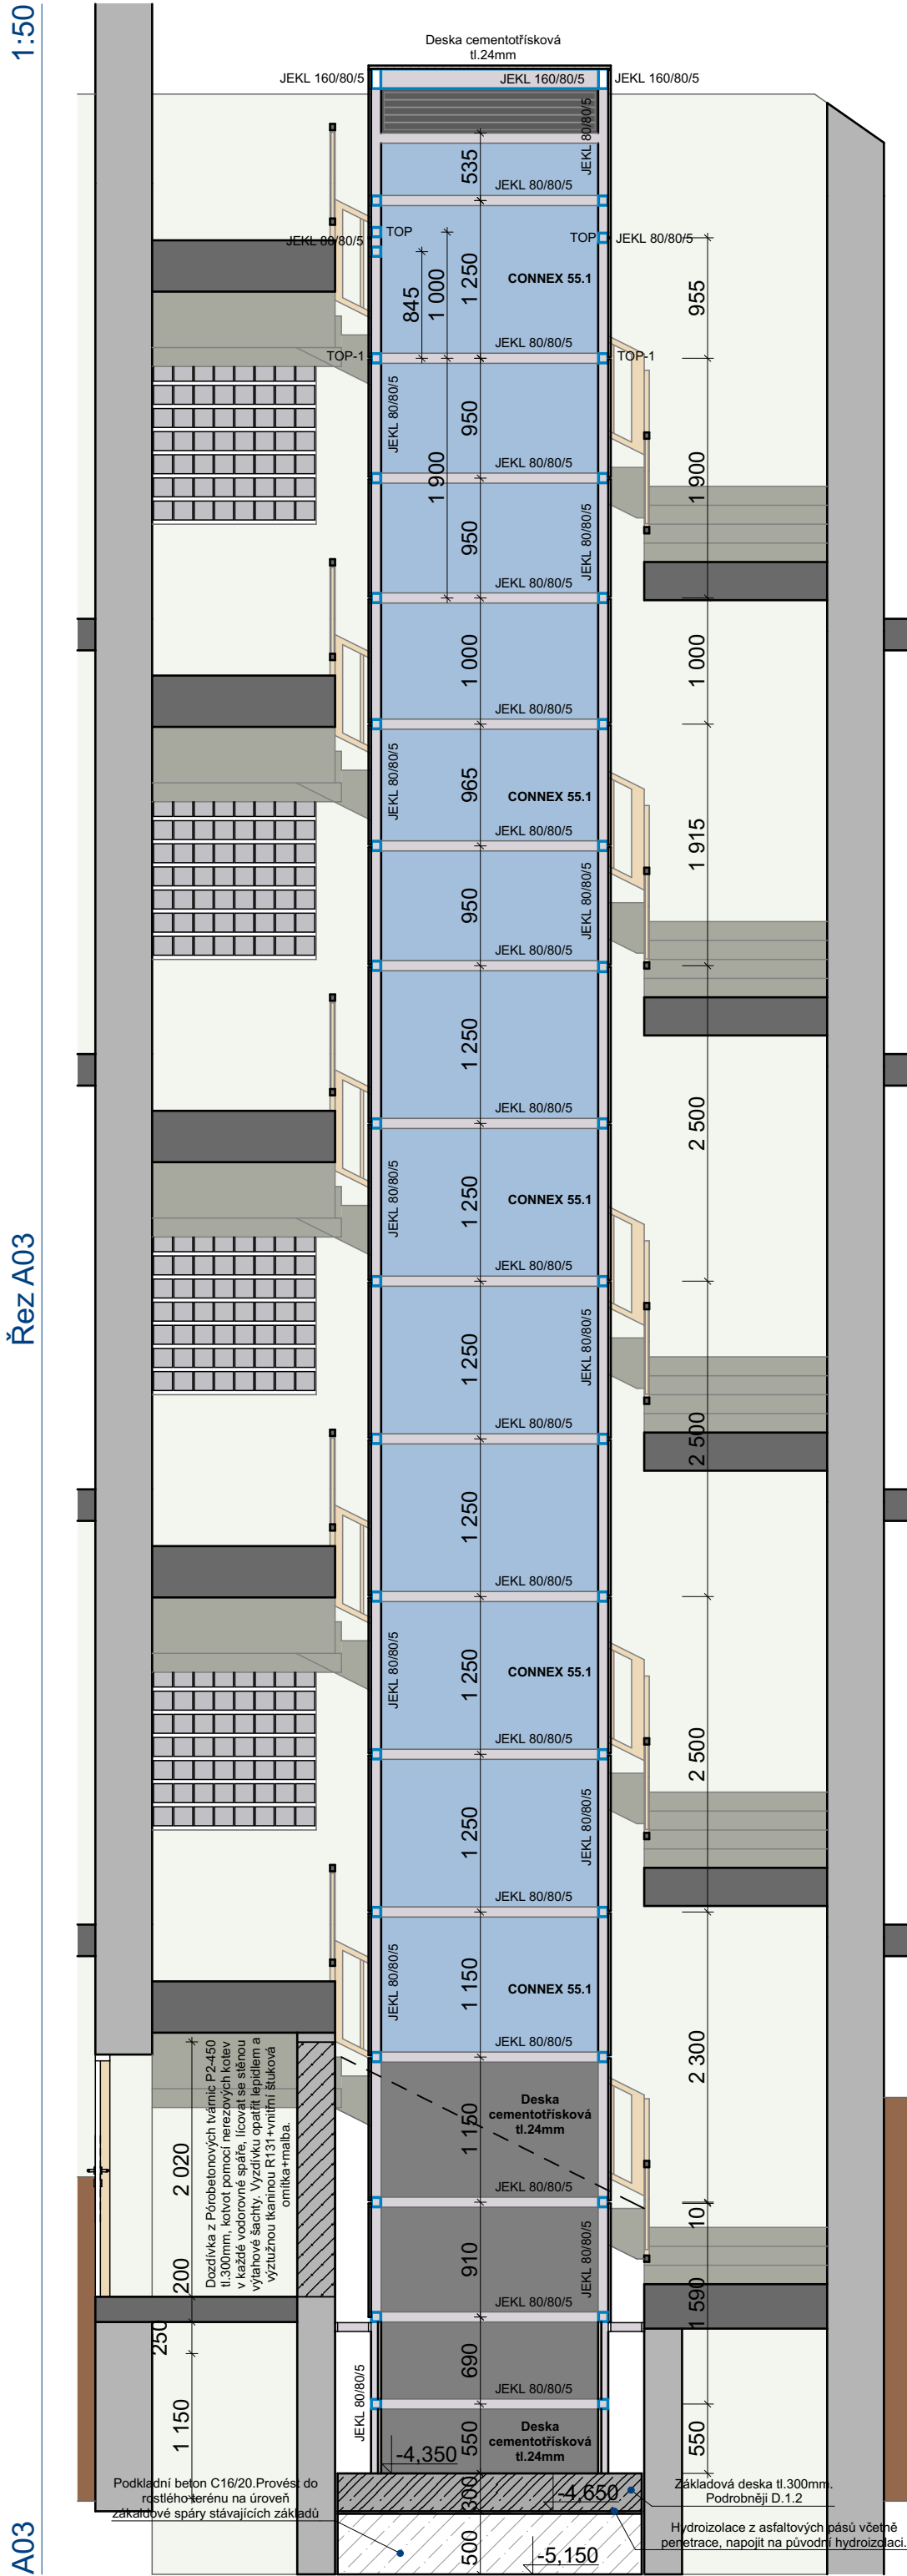 1:50
Řez A03
A03
Deska cementotřísková
tl.24mm
JEKL 160/80/5
JEKL 160/80/5
JEKL 160/80/5
JEKL 80/80/5
535
JEKL 80/80/5
TOP
JEKL 80/80/5
TOP
JEKL 80/80/5
845
1 000
1 250
CONNEX 55.1
955
JEKL 80/80/5
TOP-1
TOP-1
JEKL 80/80/5
950
JEKL 80/80/5
1 900
1 900
950
JEKL 80/80/5
JEKL 80/80/5
1 000
1 000
JEKL 80/80/5
JEKL 80/80/5
965
CONNEX 55.1
JEKL 80/80/5
1 915
950
JEKL 80/80/5
JEKL 80/80/5
1 250
JEKL 80/80/5
2 500
JEKL 80/80/5
1 250
CONNEX 55.1
JEKL 80/80/5
1 250
JEKL 80/80/5
JEKL 80/80/5
2 500
1 250
JEKL 80/80/5
JEKL 80/80/5
1 250
CONNEX 55.1
JEKL 80/80/5
2 500
1 250
JEKL 80/80/5
JEKL 80/80/5
JEKL 80/80/5
1 150
CONNEX 55.1
JEKL 80/80/5
2 300
Dozdívka z Pórobetonových tvárnic P2-450
tl.300mm, kotvot pomocí nerezových kotev
v každé vodorovné spáře, lícovat se stěnou
výtahové šachty. Vyzdívku opatřit lepidlem a
výztužnou tkaninou R131+vnitřní štuková
omítka+malba.
2 020
200
250
1 150
1 150
Deska
cementotřísková
tl.24mm
JEKL 80/80/5
10
910
JEKL 80/80/5
JEKL 80/80/5
1 590
690
JEKL 80/80/5
JEKL 80/80/5
550
Deska
cementotřísková
tl.24mm
550
-4,350
300
-4,650
500
-5,150
Podkladní beton C16/20.Provést do
rostlého terénu na úroveň
zákaldové spáry stávajících základů
Základová deska tl.300mm.
Podrobněji D.1.2
Hydroizolace z asfaltových pásů včetně
penetrace, napojit na původní hydroizolaci.